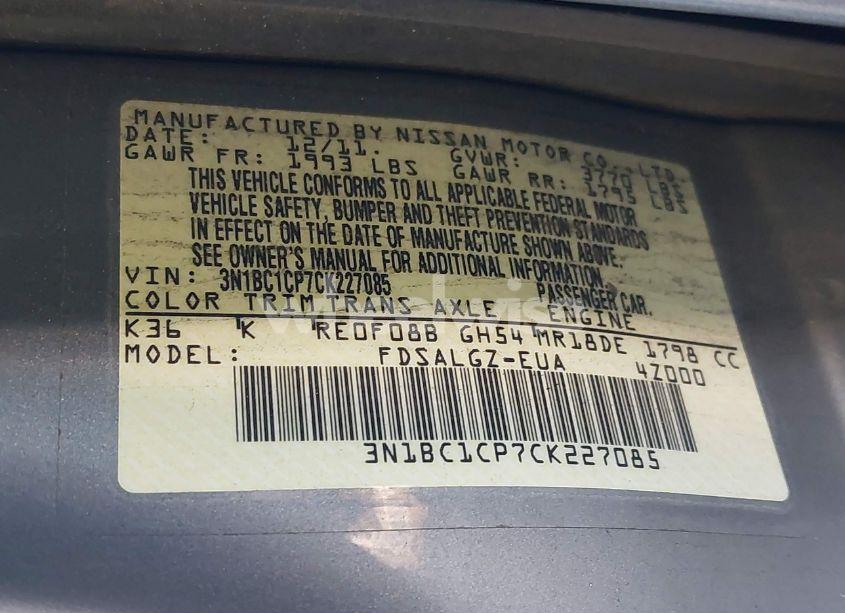 MANUFACTURED BY NISSAN MOTOR CO., LTD.
DATE: 12/11. GVWR: 3770 LBS
GAWR FR: 1993 LBS GAWR RR: 1795 LBS
THIS VEHICLE CONFORMS TO ALL APPLICABLE FEDERAL MOTOR
VEHICLE SAFETY, BUMPER AND THEFT PREVENTION STANDARDS
IN EFFECT ON THE DATE OF MANUFACTURE SHOWN ABOVE.
SEE OWNER'S MANUAL FOR ADDITIONAL INFORMATION.
VIN: 3N1BC1CP7CK227085 PASSENGER CAR.
COLOR TRIM TRANS AXLE ENGINE
K36 K RE0F08B GH54 MR18DE 1798 CC
MODEL: FDSALGZ-EUA 4Z000
3N1BC1CP7CK227085